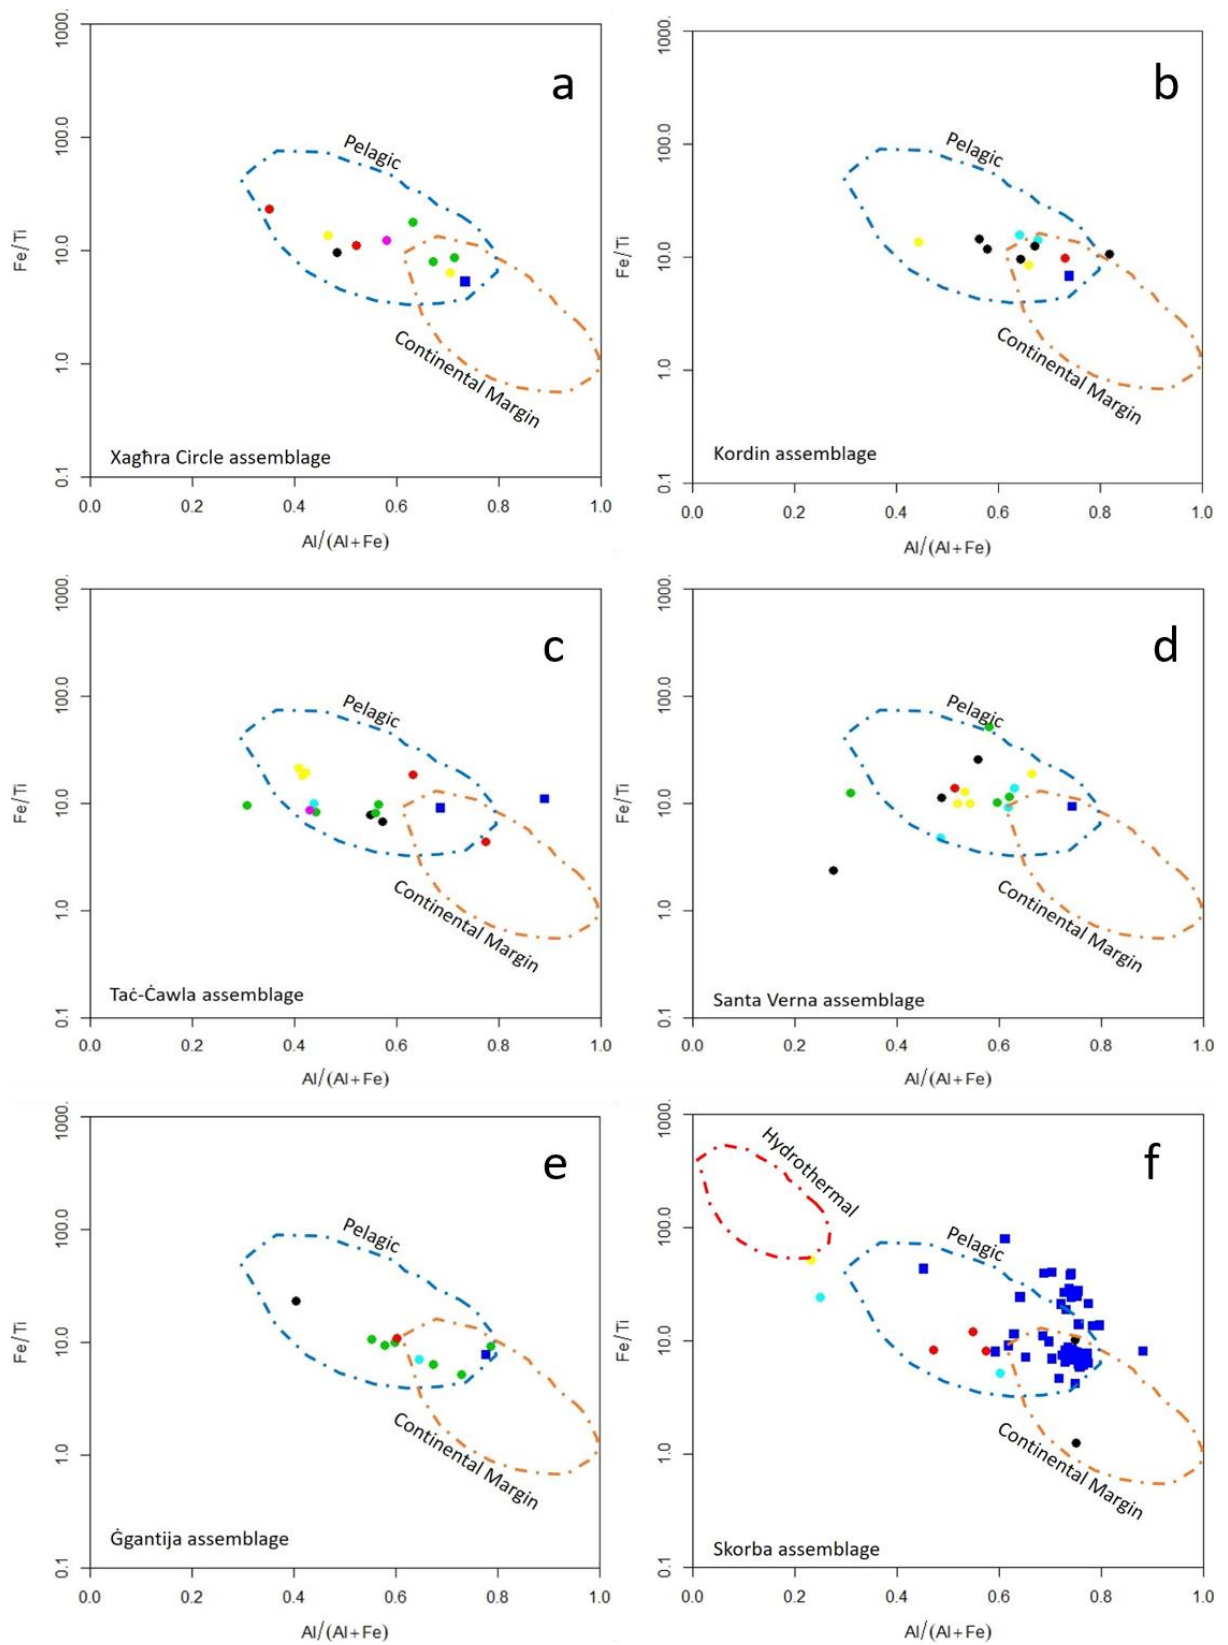 1000.
100.0
10.0
1.0
0.1
Fe/Ti
a
Pelagic
Continental Margin
Xagħra Circle assemblage
0.0 0.2 0.4 0.6 0.8 1.0
Al/(Al+Fe)
1000.
100.0
10.0
1.0
0.1
Fe/Ti
b
Pelagic
Continental Margin
Kordin assemblage
0.0 0.2 0.4 0.6 0.8 1.0
Al/(Al+Fe)
1000.
100.0
10.0
1.0
0.1
Fe/Ti
c
Pelagic
Continental Margin
Taċ-Ċawla assemblage
0.0 0.2 0.4 0.6 0.8 1.0
Al/(Al+Fe)
1000.
100.0
10.0
1.0
0.1
Fe/Ti
d
Pelagic
Continental Margin
Santa Verna assemblage
0.0 0.2 0.4 0.6 0.8 1.0
Al/(Al+Fe)
1000.
100.0
10.0
1.0
0.1
Fe/Ti
e
Pelagic
Continental Margin
Ġgantija assemblage
0.0 0.2 0.4 0.6 0.8 1.0
Al/(Al+Fe)
1000.
100.0
10.0
1.0
0.1
Fe/Ti
f
Hydrothermal
Pelagic
Continental Margin
Skorba assemblage
0.0 0.2 0.4 0.6 0.8 1.0
Al/(Al+Fe)